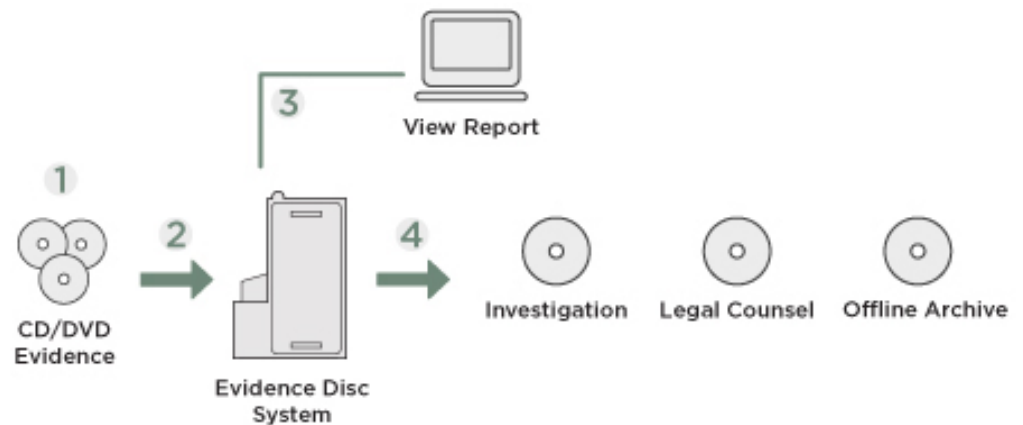 3
View Report
1
2
4
CD/DVD
Evidence
Evidence Disc
System
Investigation
Legal Counsel
Offline Archive